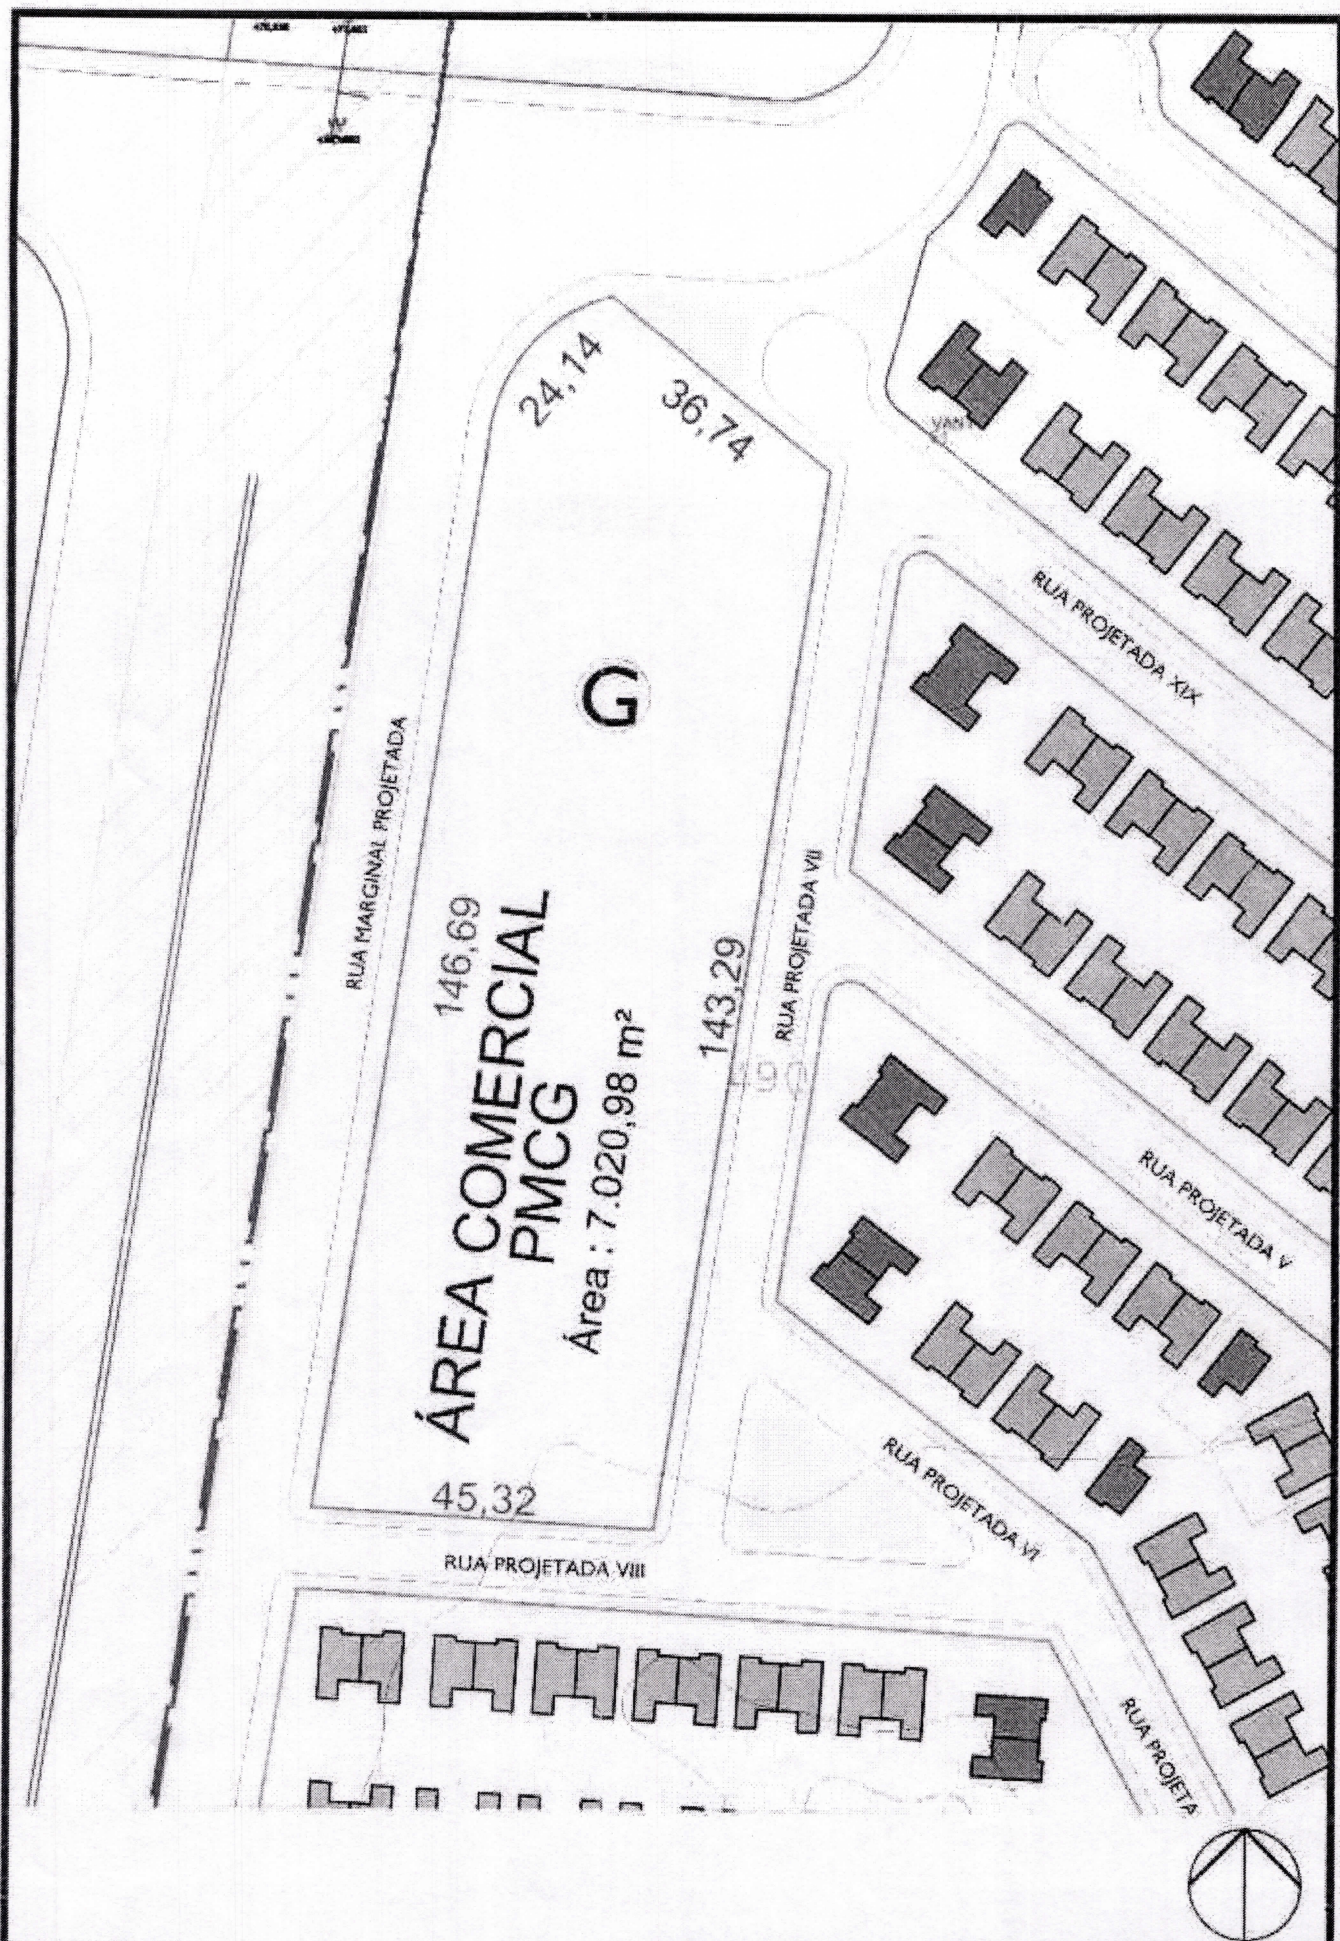 24,14
36,74
VANT
RUA PROJETADA XIX
G
RUA MARGINAL PROJETADA
146,69
ÁREA COMERCIAL
PMCG
Área : 7.020,98 m²
143,29
RUA PROJETADA VII
RUA PROJETADA V
45,32
RUA PROJETADA VI
RUA PROJETADA VIII
RUA PROJETA